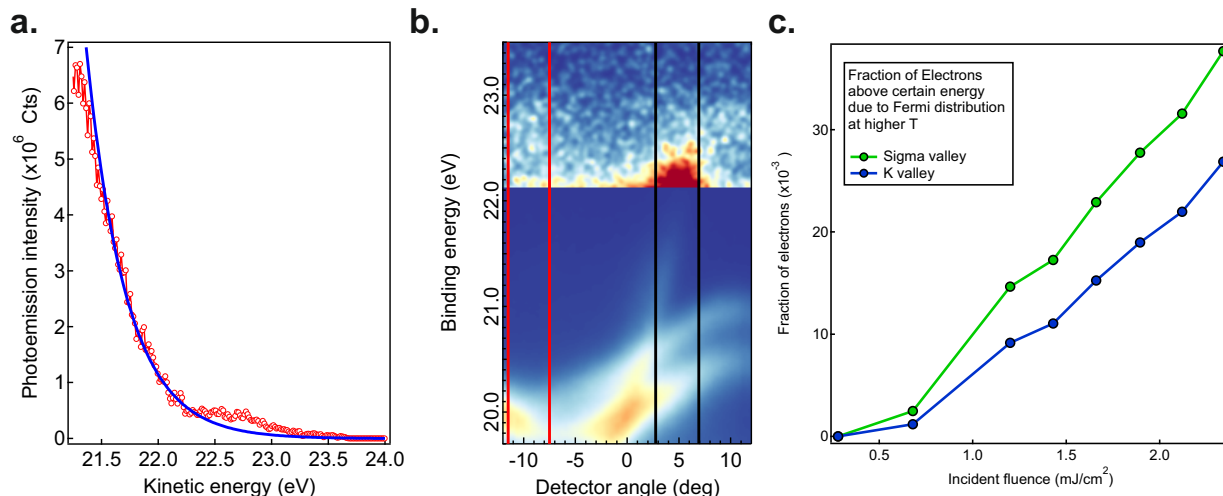 a.
7
6
5
4
3
2
1
0
Photoemission intensity (x10⁶ Cts)
21.5 22.0 22.5 23.0 23.5 24.0
Kinetic energy (eV)
b.
23.0
22.0
21.0
20.0
Binding energy (eV)
-10 -5 0 5 10
Detector angle (deg)
c.
30
20
10
0
Fraction of electrons (x10⁻³)
Fraction of Electrons
above certain energy
due to Fermi distribution
at higher T
Sigma valley
K valley
0.5 1.0 1.5 2.0
Incident fluence (mJ/cm²)